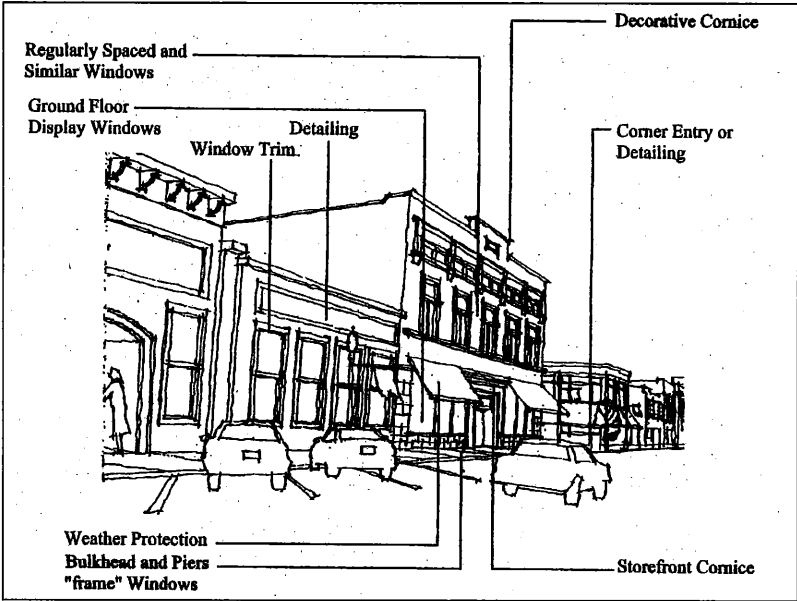 Decorative Cornice
Regularly Spaced and
Similar Windows
Ground Floor
Display Windows
Detailing
Window Trim.
Corner Entry or
Detailing
Weather Protection
Bulkhead and Piers
"frame" Windows
Storefront Cornice